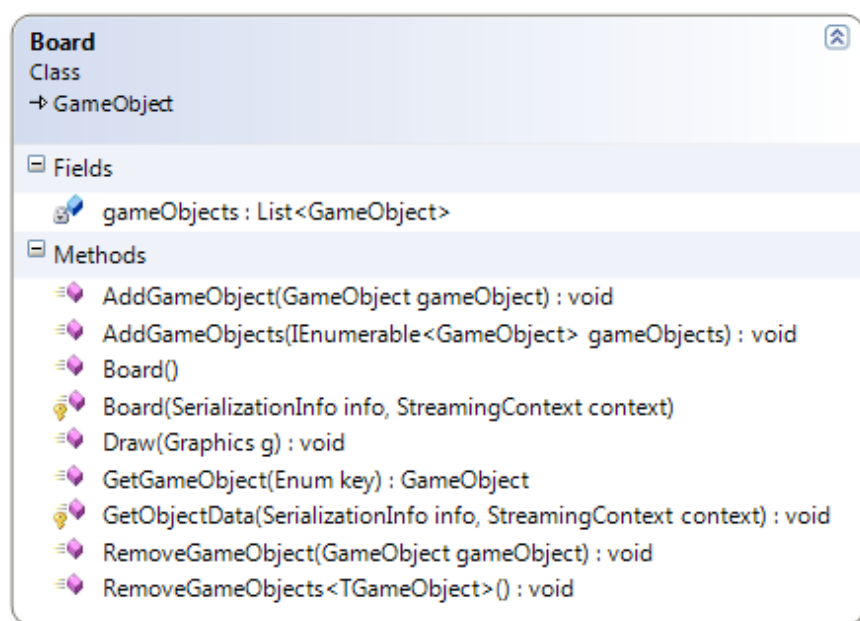 Board
Class
GameObject
Fields
gameObjects : List<GameObject>
Methods
AddGameObject(GameObject gameObject) : void
AddGameObjects(IEnumerable<GameObject> gameObjects) : void
Board()
Board(SerializationInfo info, StreamingContext context)
Draw(Graphics g) : void
GetGameObject(Enum key) : GameObject
GetObjectData(SerializationInfo info, StreamingContext context) : void
RemoveGameObject(GameObject gameObject) : void
RemoveGameObjects<TGameObject>() : void